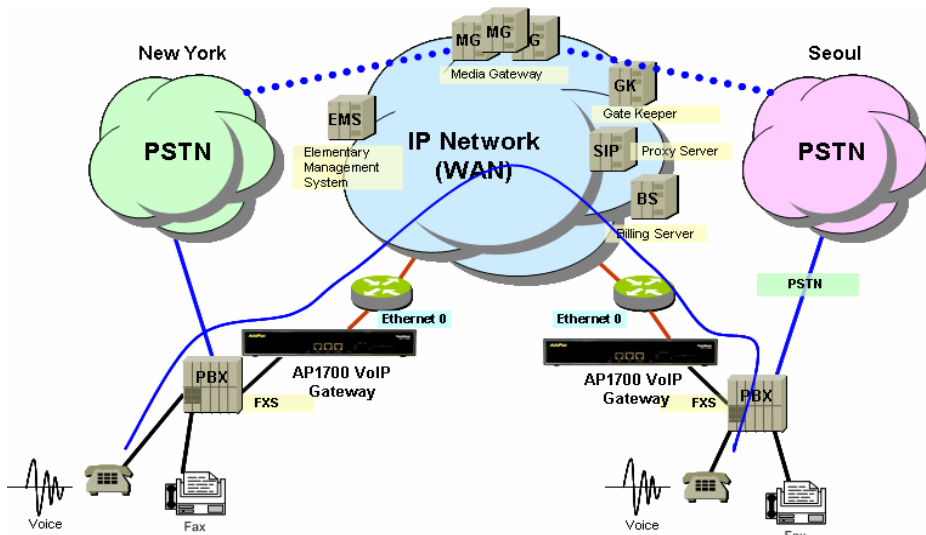 New York
Seoul
MG
MG
G
Media Gateway
GK
Gate Keeper
EMS
Elementary
Management
System
IP Network
(WAN)
SIP
Proxy Server
BS
Billing Server
PSTN
PSTN
PSTN
Ethernet 0
Ethernet 0
AP1700 VoIP
Gateway
AP1700 VoIP
Gateway
PBX
FXS
FXS
PBX
Voice
Fax
Voice
Fax